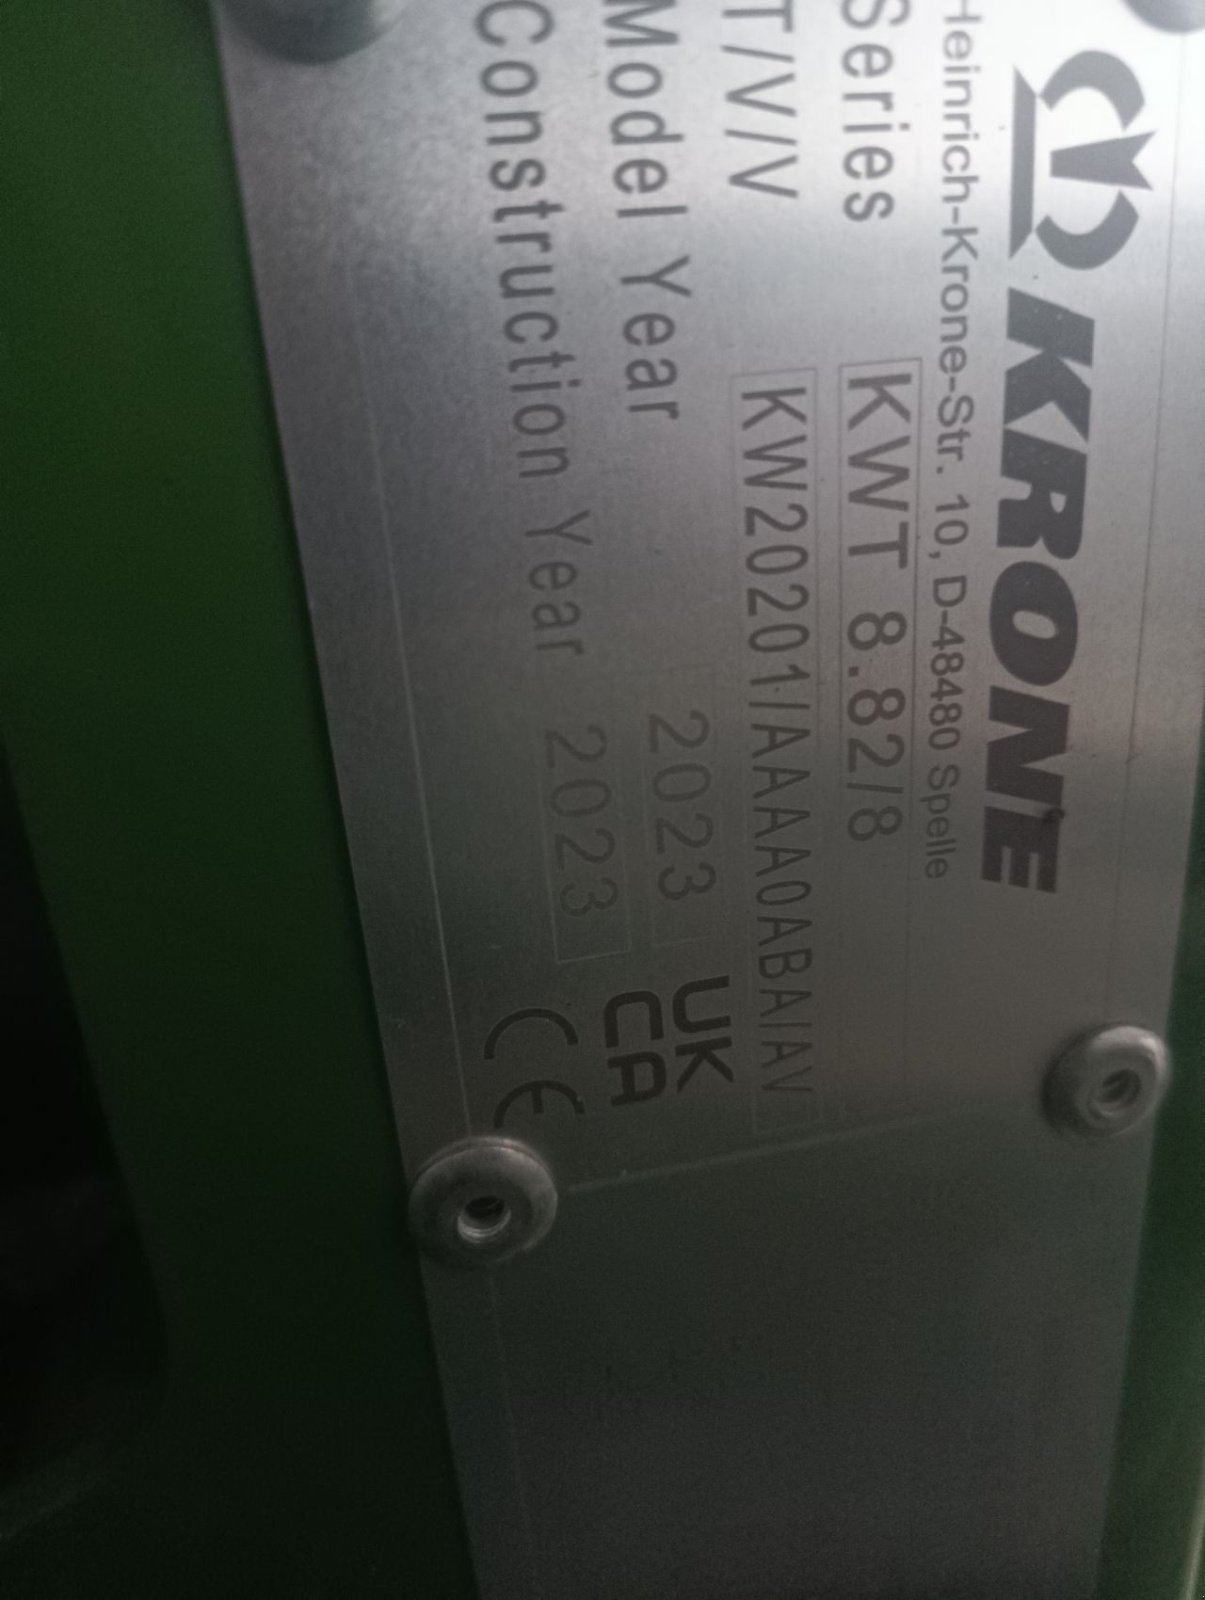 KRONE
Heinrich-Krone-Str. 10, D-48480 Spelle
Series KWT 8.82/8
T/V/V KW20201/AAAAA0ABA/AV
Model Year 2023
Construction Year 2023
UK
CA
CE